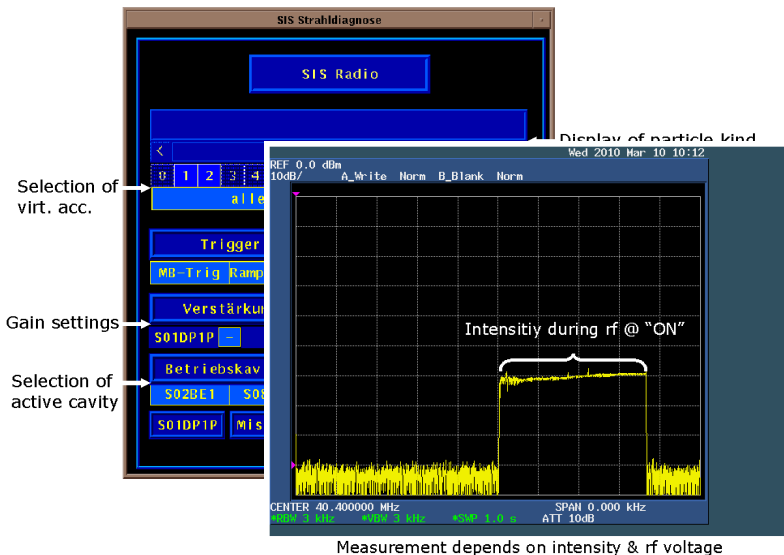 SIS Strahldiagnose
SIS Radio
Display of particle kind
<
0 1 2 3 4
Selection of
virt. acc.
alle
Trigger
MB-Trig Ramp
Verstärku
Gain settings
S01DP1P -
Betriebskav
Selection of
active cavity
S02BE1 S08
S01DP1P Mis
Wed 2010 Mar 10 10:12
REF 0.0 dBm
10dB/ A_Write Norm B_Blank Norm
Intensitiy during rf @ “ON”
CENTER 40.400000 MHz SPAN 0.000 kHz
*RBW 3 kHz *VBW 3 kHz *SWP 1.0 s ATT 10dB
Measurement depends on intensity & rf voltage